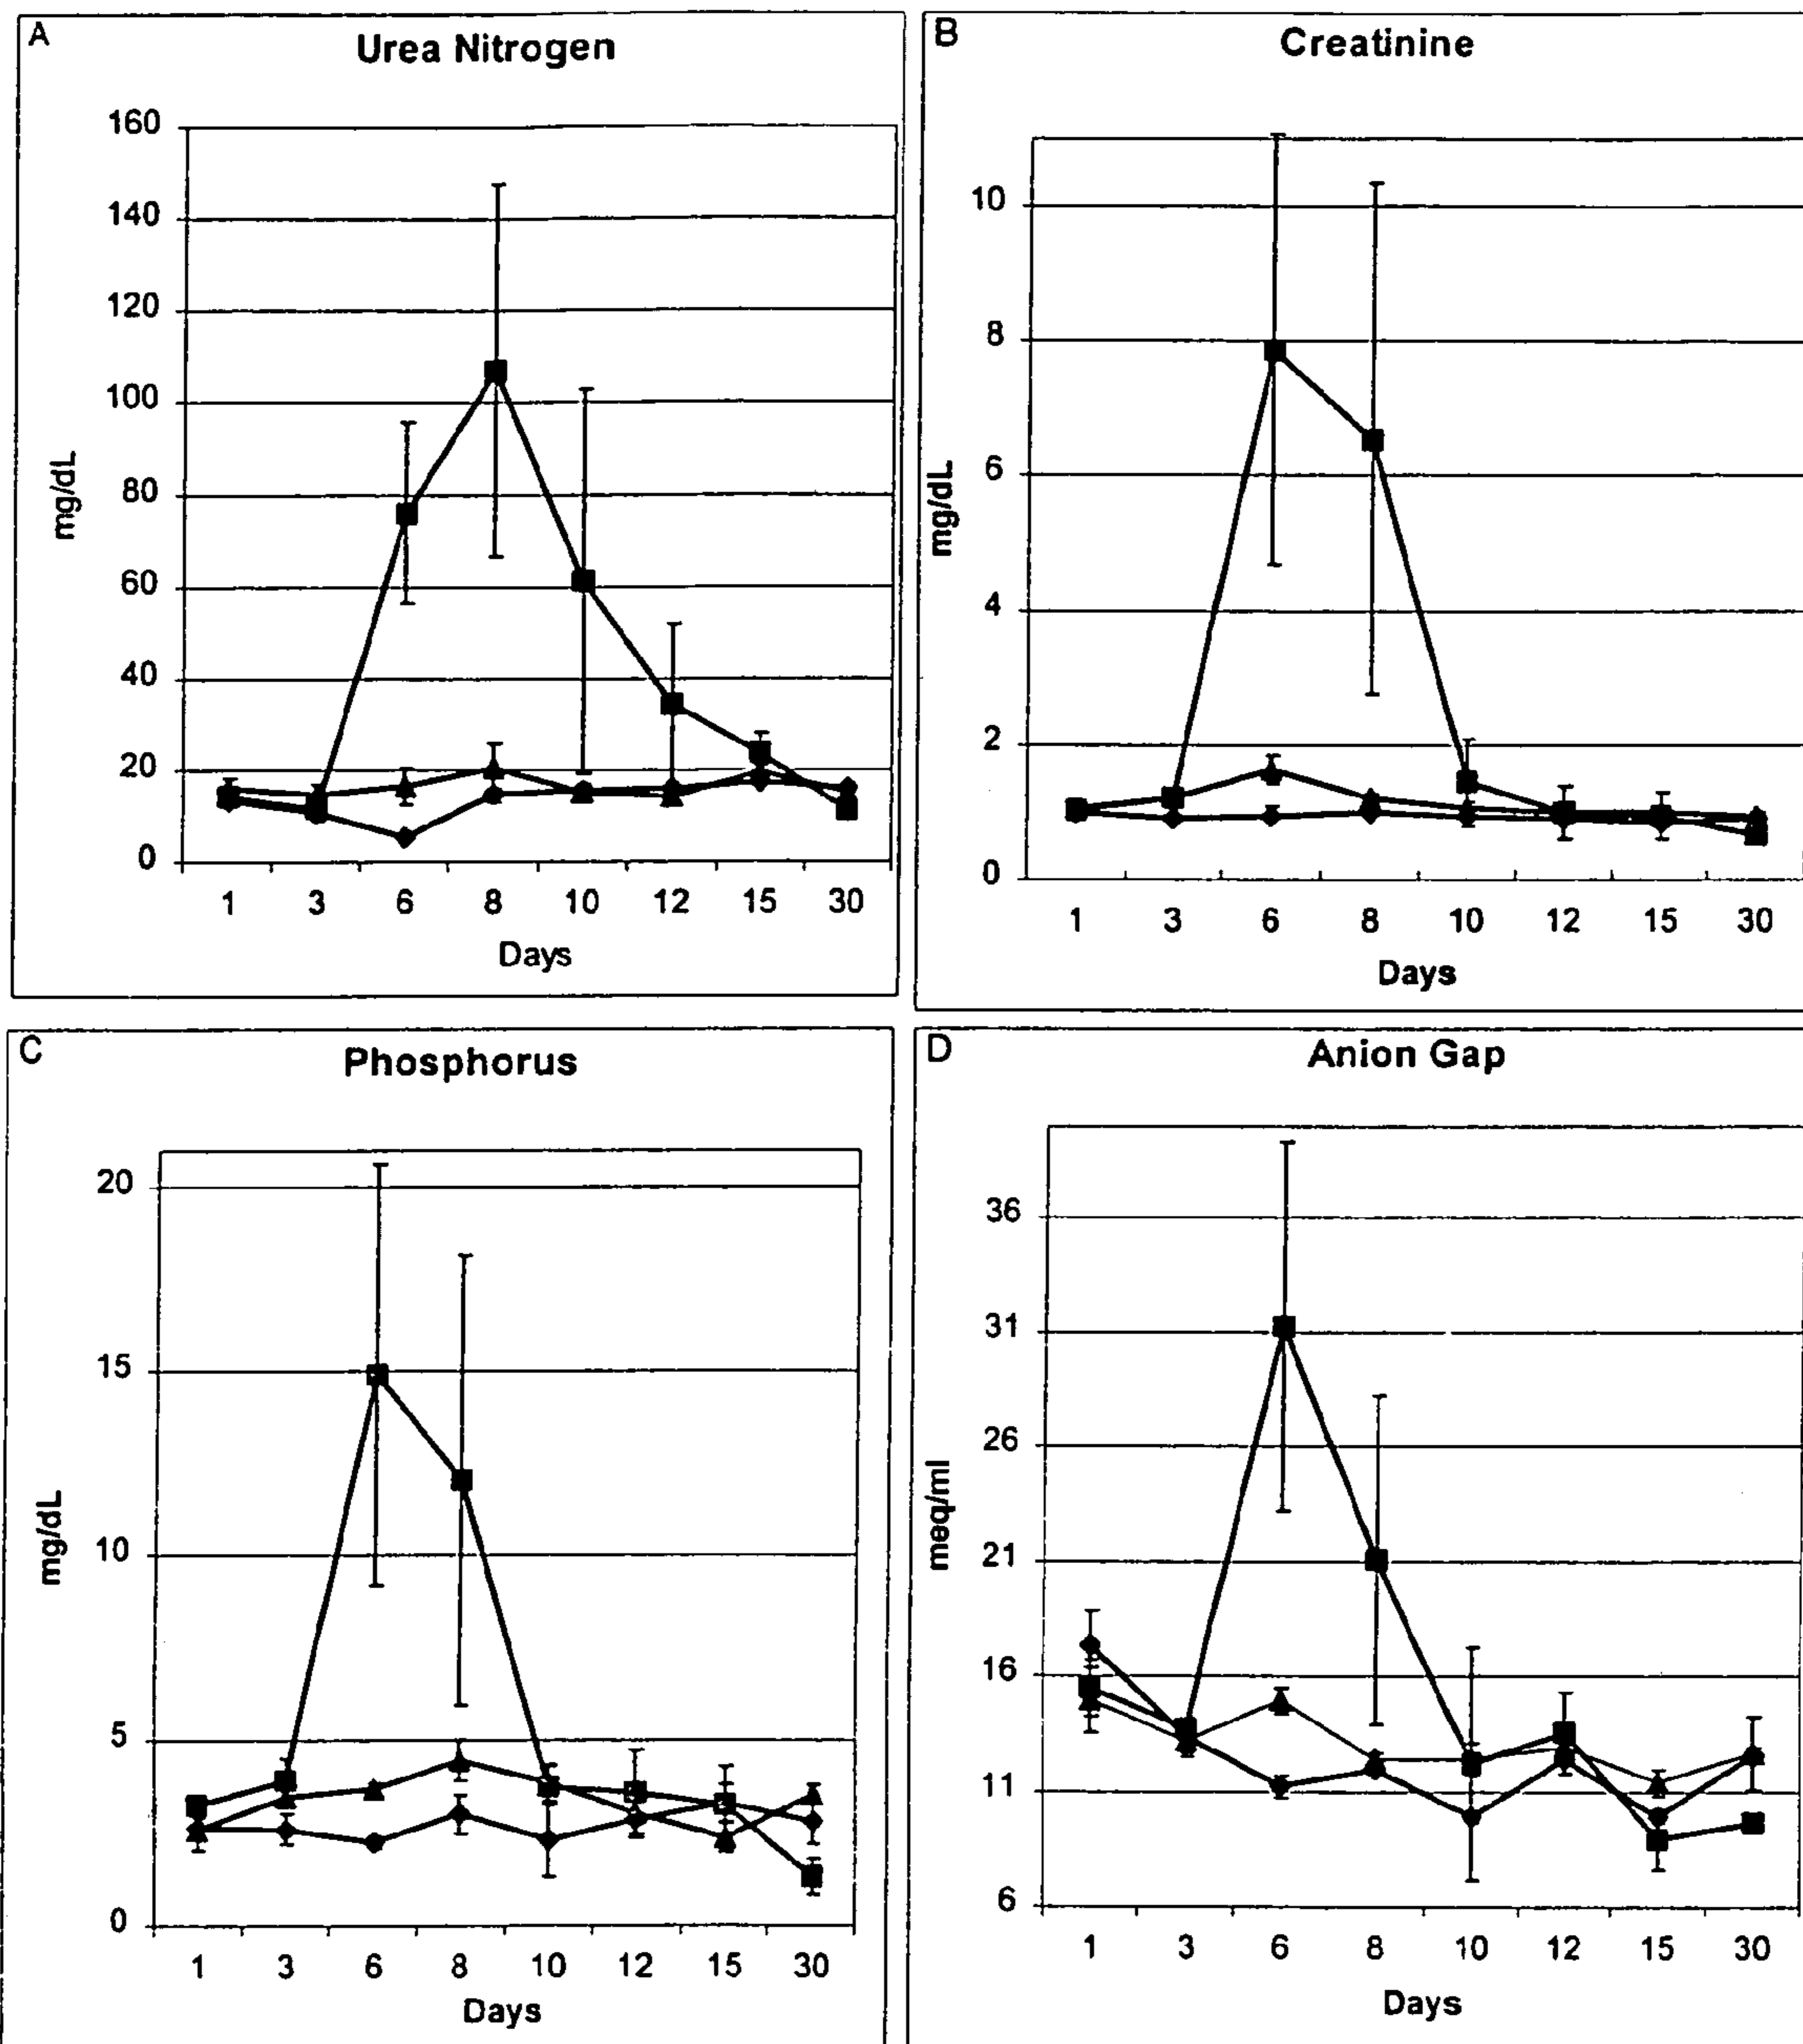 A
Urea Nitrogen
160
140
120
100
80
60
40
20
0
mg/dL
1 3 6 8 10 12 15 30
Days
B
Creatinine
10
8
6
4
2
0
mg/dL
1 3 6 8 10 12 15 30
Days
C
Phosphorus
20
15
10
5
0
mg/dL
1 3 6 8 10 12 15 30
Days
D
Anion Gap
36
31
26
21
16
11
6
meq/ml
1 3 6 8 10 12 15 30
Days